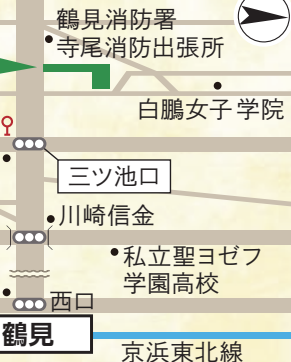 鶴見消防署
寺尾消防出張所
白鵬女子学院
三ツ池口
川崎信金
私立聖ヨゼフ
学園高校
西口
鶴見
京浜東北線